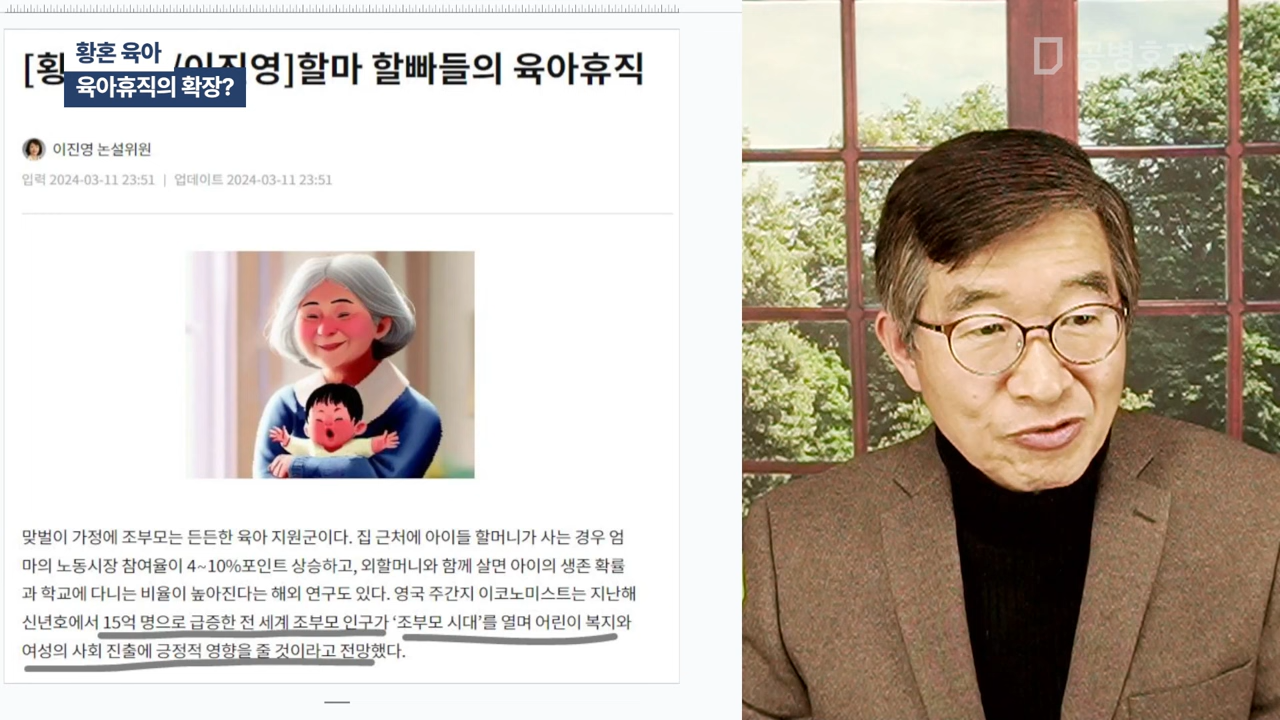 황혼 육아
육아휴직의 확장?
[횡 /이진영]할마 할빠들의 육아휴직
이진영 논설위원
입력 2024-03-11 23:51 | 업데이트 2024-03-11 23:51
맞벌이 가정에 조부모는 든든한 육아 지원군이다. 집 근처에 아이들 할머니가 사는 경우 엄
마의 노동시장 참여율이 4~10%포인트 상승하고, 외할머니와 함께 살면 아이의 생존 확률
과 학교에 다니는 비율이 높아진다는 해외 연구도 있다. 영국 주간지 이코노미스트는 지난해
신년호에서 15억 명으로 급증한 전 세계 조부모 인구가 ‘조부모 시대’를 열며 어린이 복지와
여성의 사회 진출에 긍정적 영향을 줄 것이라고 전망했다.
공병호TV